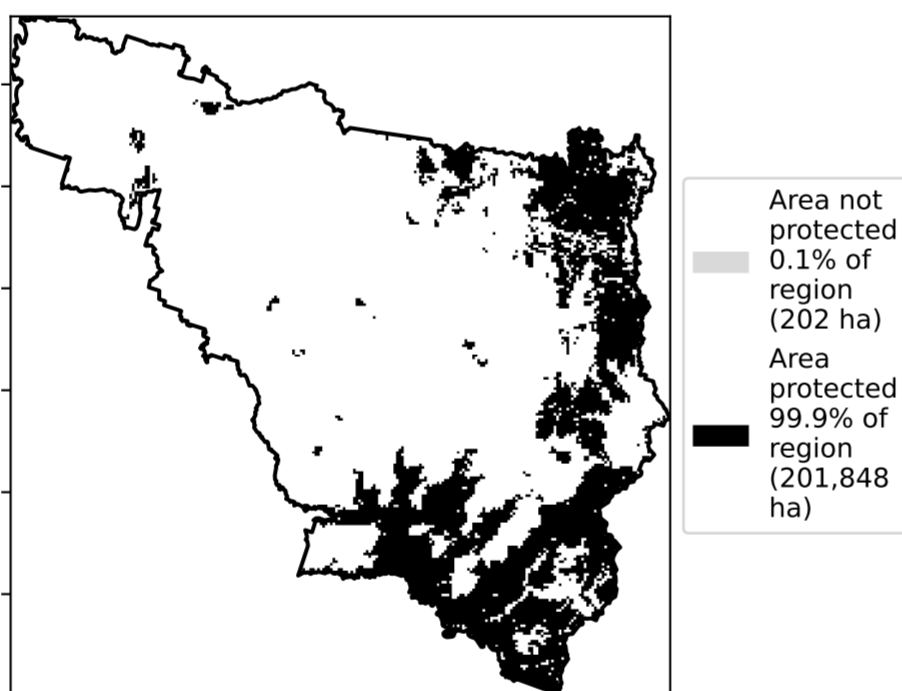 Area not
protected
0.1% of
region
(202 ha)
Area
protected
99.9% of
region
(201,848
ha)